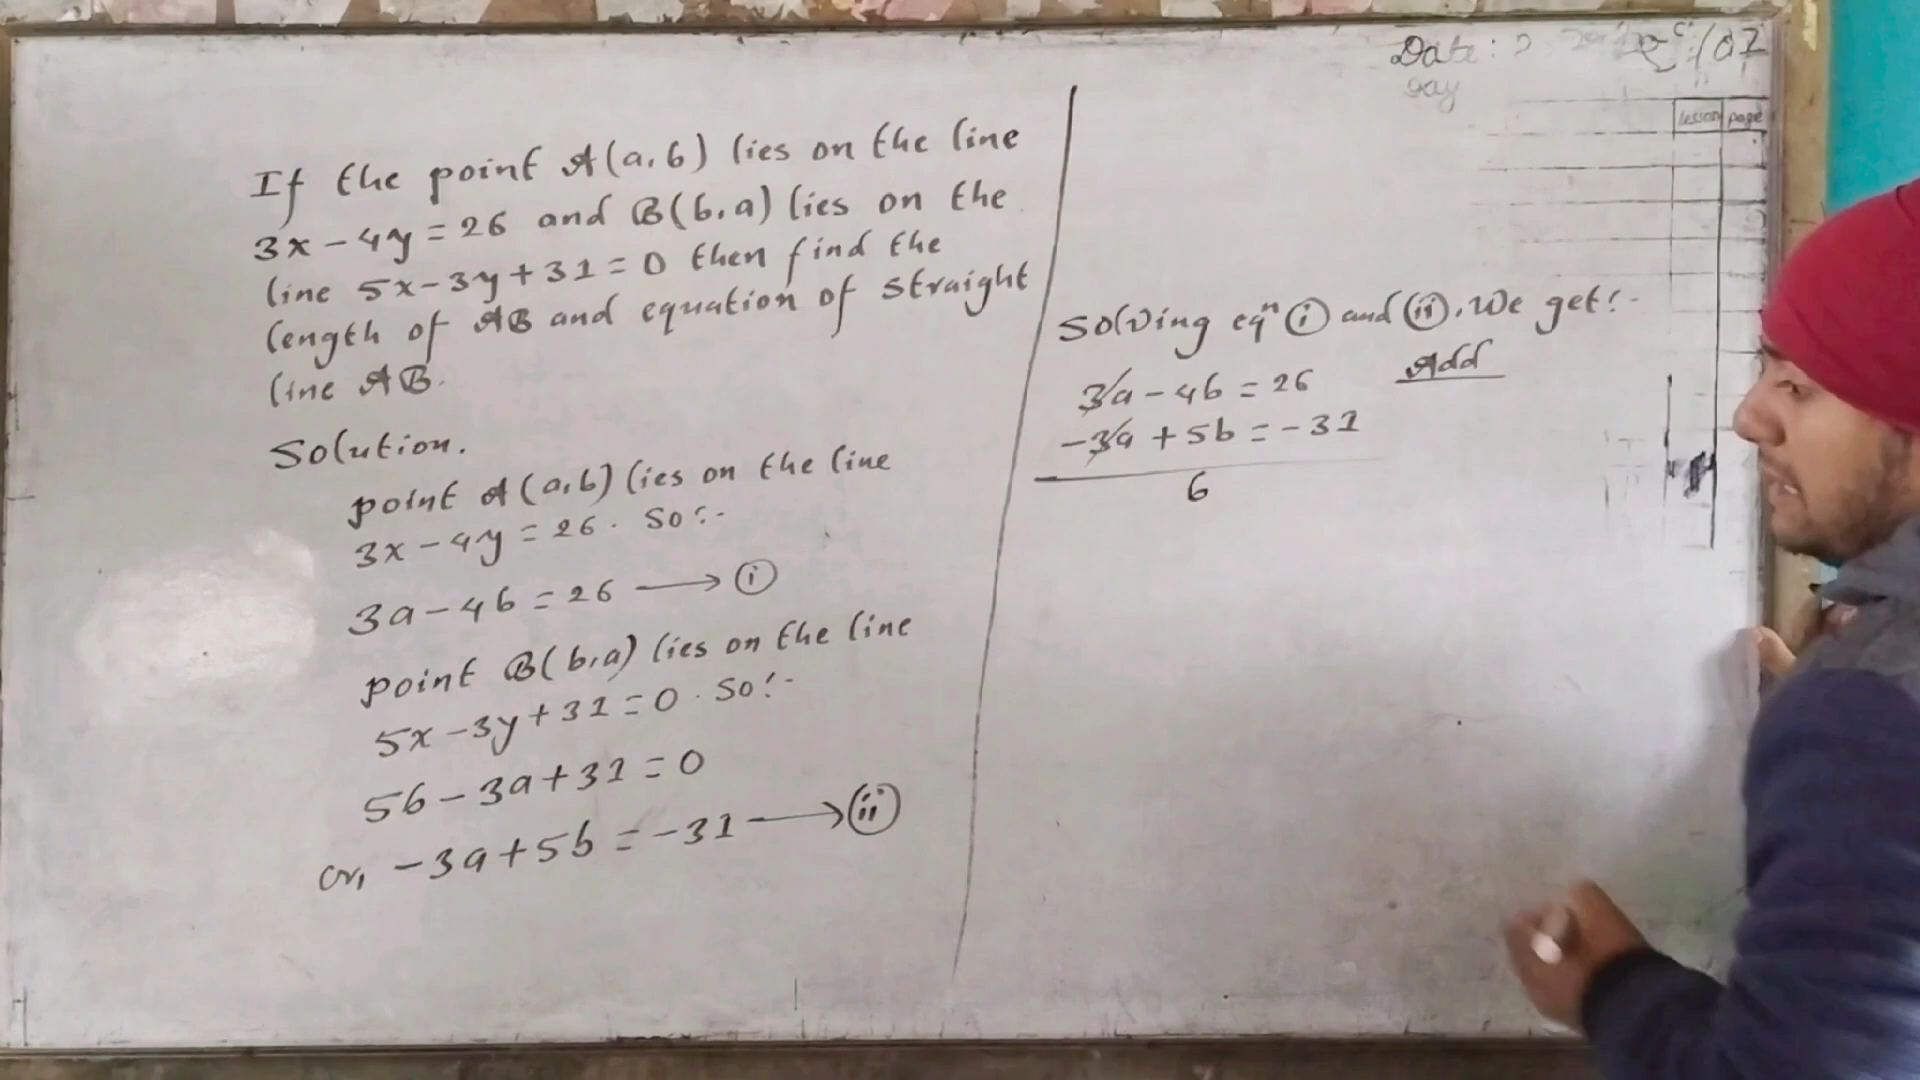 Date:
Day
lesson page
If the point A(a,b) lies on the line
3x-4y=26 and B(b,a) lies on the
line 5x-3y+31=0 then find the
length of AB and equation of straight
line AB.
Solution.
point A(a,b) lies on the line
3x-4y=26. So:-
3a-4b=26 → (i)
point B(b,a) lies on the line
5x-3y+31=0. So:-
5b-3a+31=0
or, -3a+5b=-31 → (ii)
Solving eqⁿ (i) and (ii), We get:-
3a-4b=26 Add
-3a+5b=-31
6